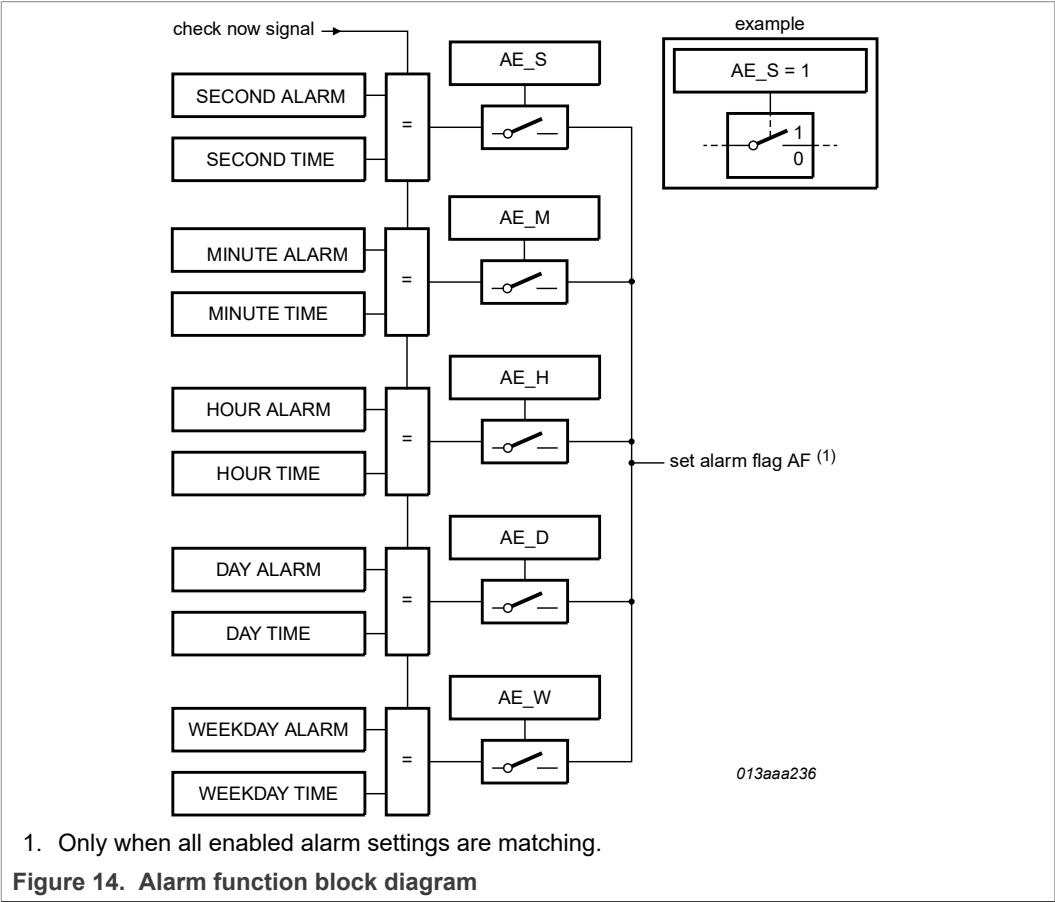 check now signal
example
AE_S
AE_S = 1
SECOND ALARM
=
1
0
SECOND TIME
AE_M
MINUTE ALARM
=
MINUTE TIME
AE_H
HOUR ALARM
=
set alarm flag AF (1)
HOUR TIME
AE_D
DAY ALARM
=
DAY TIME
AE_W
WEEKDAY ALARM
=
WEEKDAY TIME
013aaa236
1. Only when all enabled alarm settings are matching.
Figure 14. Alarm function block diagram